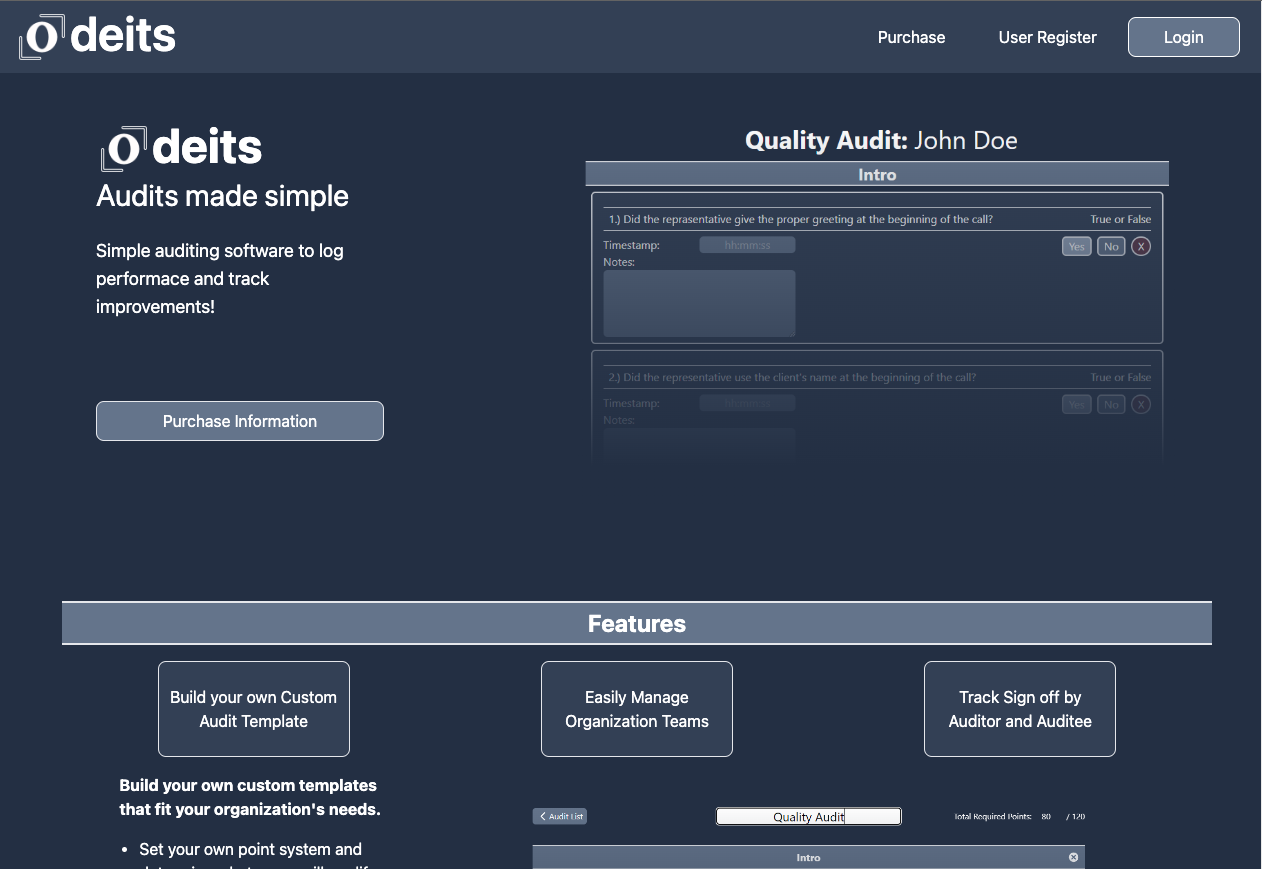 Odeits
Purchase
User Register
Login
Odeits
Audits made simple
Simple auditing software to log
performace and track
improvements!
Purchase Information
Quality Audit: John Doe
Intro
1.) Did the reprasentative give the proper greeting at the beginning of the call?
True or False
Timestamp:
hh:mm:ss
Yes
No
X
Notes:
2.) Did the representative use the client's name at the beginning of the call?
True or False
Timestamp:
hh:mm:ss
Yes
No
X
Notes:
Features
Build your own Custom
Audit Template
Easily Manage
Organization Teams
Track Sign off by
Auditor and Auditee
Build your own custom templates
that fit your organization's needs.
• Set your own point system and
Audit List
Quality Audit
Total Required Points: 80 / 120
Intro